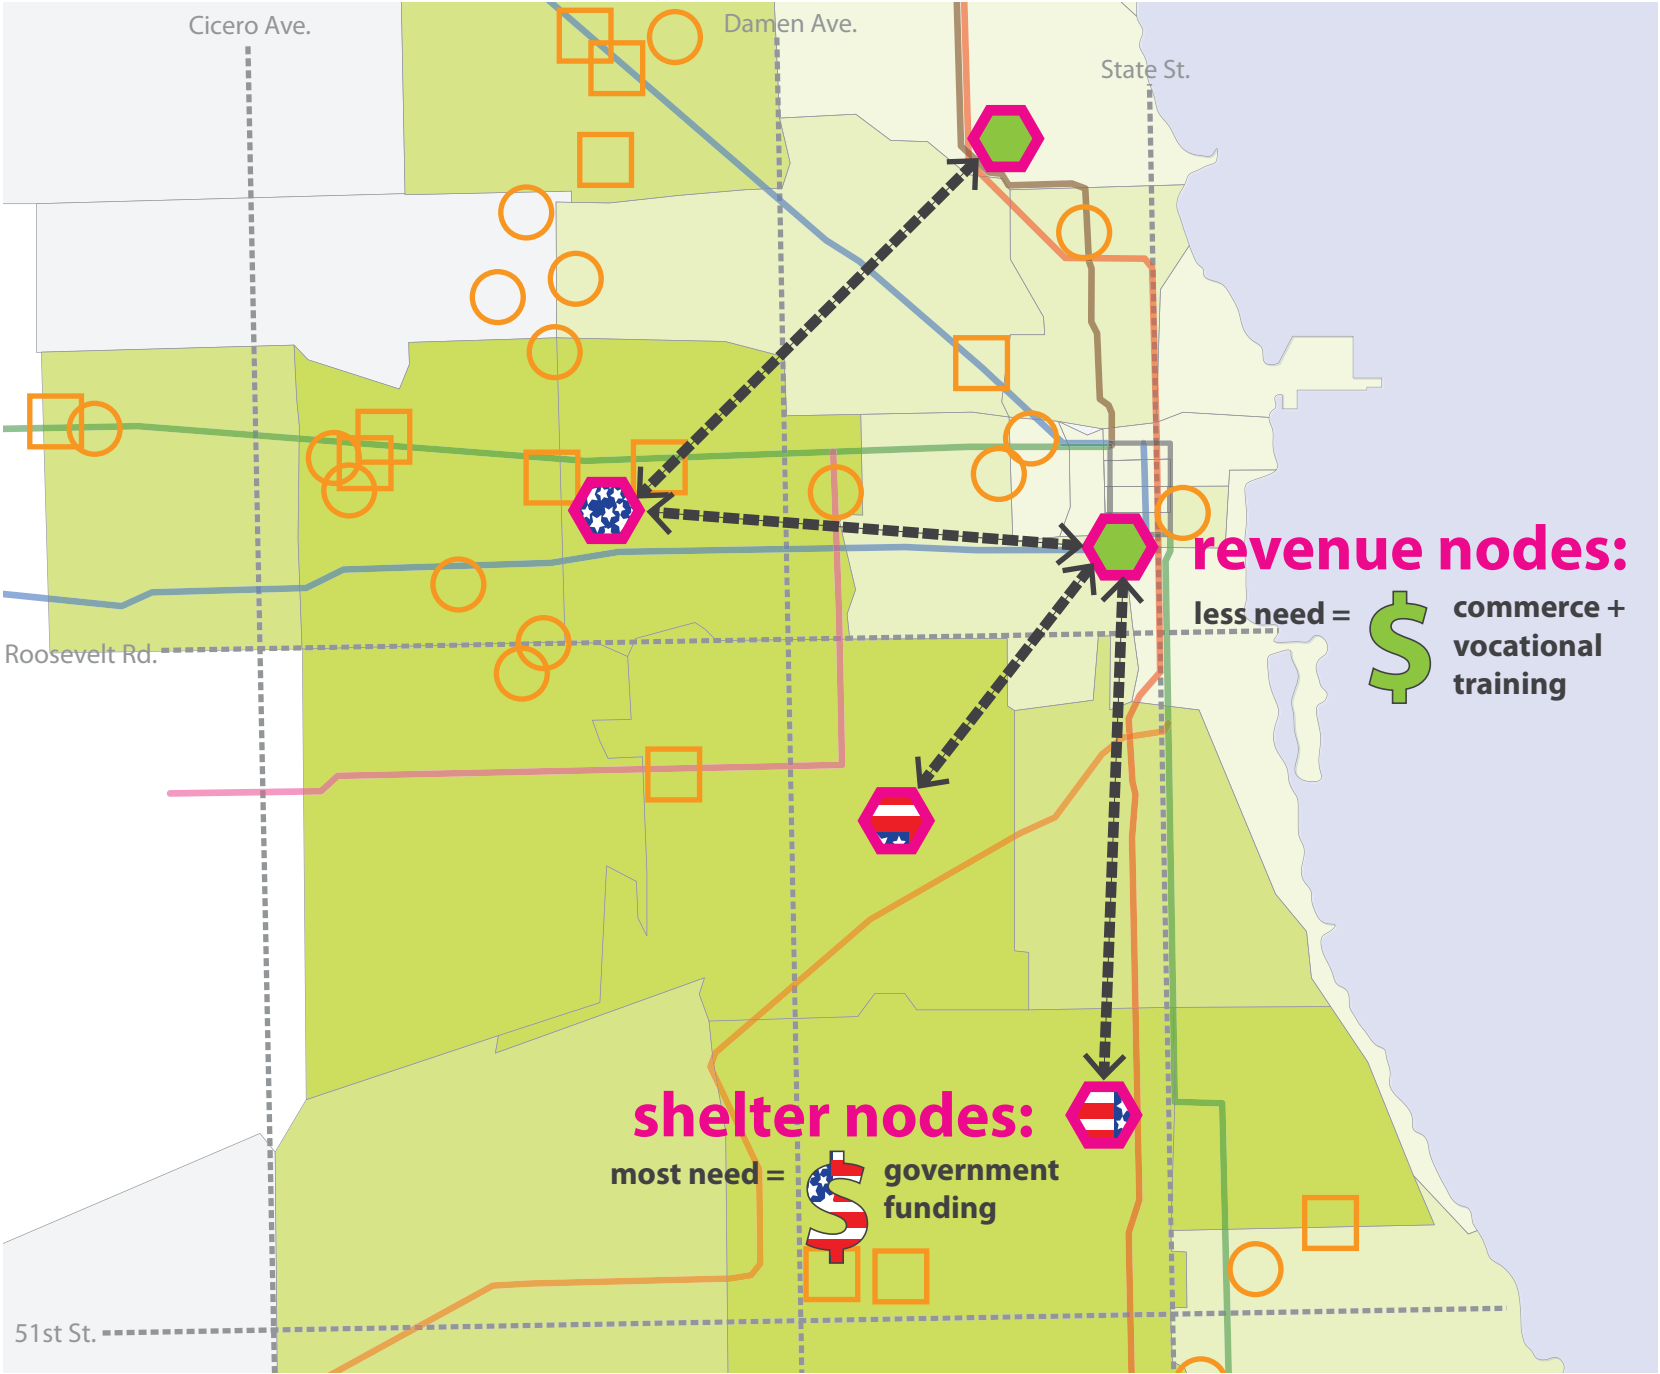 Cicero Ave.
Damen Ave.
State St.
revenue nodes:
less need =
$
commerce +
vocational
training
Roosevelt Rd.
shelter nodes:
most need =
$
government
funding
51st St.